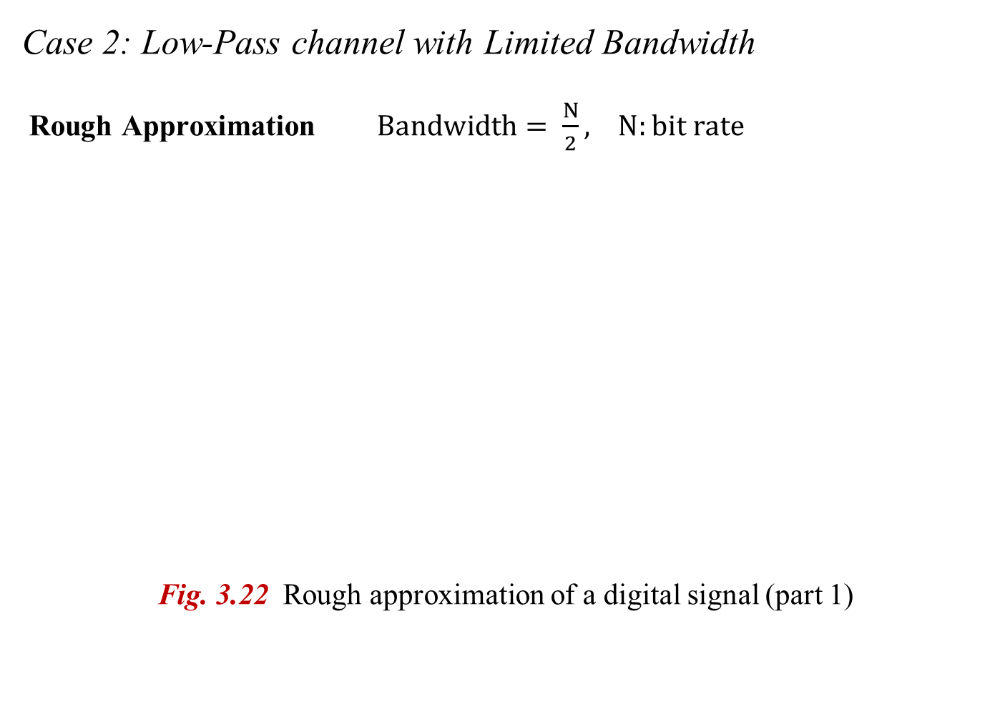 Case 2: Low-Pass channel with Limited Bandwidth
Rough Approximation Bandwidth = N/2, N: bit rate
Fig. 3.22 Rough approximation of a digital signal (part 1)